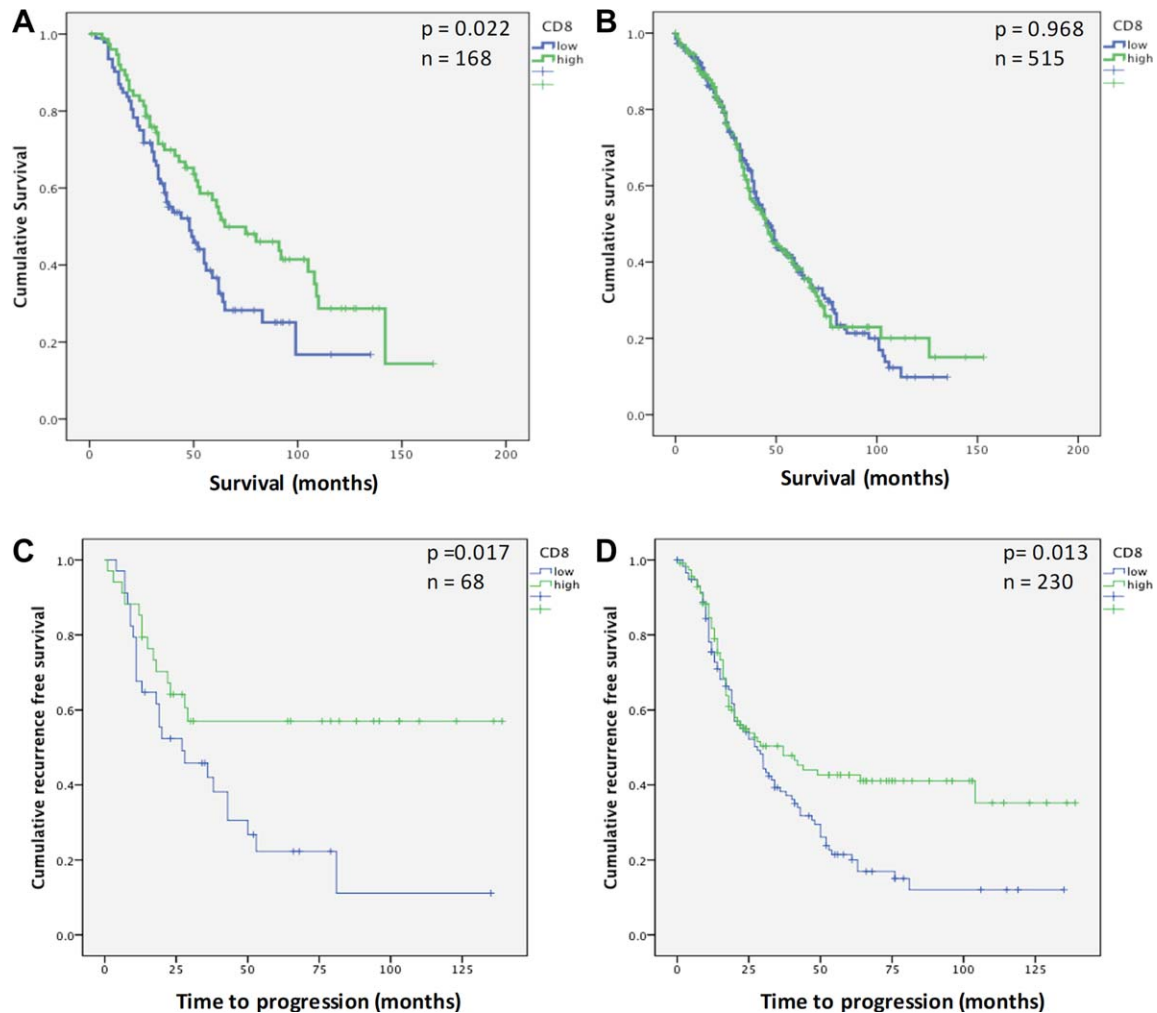 A
p = 0.022
n = 168
CD8
low
high
1.0
0.8
0.6
0.4
0.2
0.0
Cumulative Survival
0 50 100 150 200
Survival (months)
B
p = 0.968
n = 515
CD8
low
high
1.0
0.8
0.6
0.4
0.2
0.0
Cumulative survival
0 50 100 150 200
Survival (months)
C
p =0.017
n = 68
CD8
low
high
1.0
0.8
0.6
0.4
0.2
0.0
Cumulative recurrence free survival
0 25 50 75 100 125
Time to progression (months)
D
p= 0.013
n = 230
CD8
low
high
1.0
0.8
0.6
0.4
0.2
0.0
Cumulative recurrence free survival
0 25 50 75 100 125
Time to progression (months)